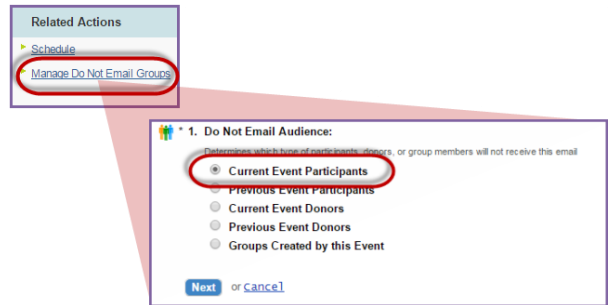 Related Actions
Schedule
Manage Do Not Email Groups
* 1. Do Not Email Audience:
Determines which type of participants, donors, or group members will not receive this email
Current Event Participants
Previous Event Participants
Current Event Donors
Previous Event Donors
Groups Created by this Event
Next or Cancel